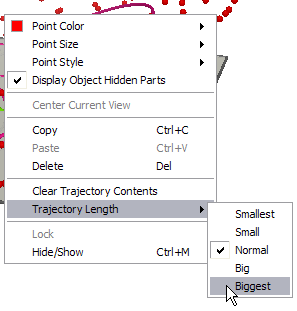 Point Color
Point Size
Point Style
Display Object Hidden Parts
Center Current View
Copy Ctrl+C
Paste Ctrl+V
Delete Del
Clear Trajectory Contents
Trajectory Length
Lock
Hide/Show Ctrl+M
Smallest
Small
Normal
Big
Biggest